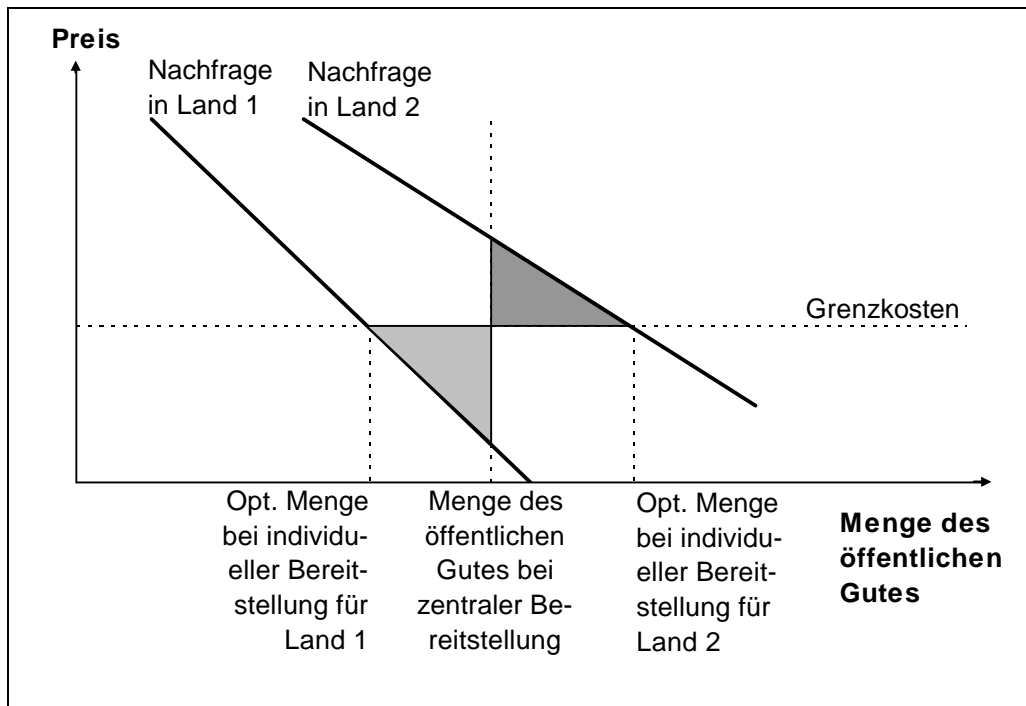 Preis
Nachfrage
in Land 1
Nachfrage
in Land 2
Grenzkosten
Opt. Menge
bei individu-
eller Bereit-
stellung für
Land 1
Menge des
öffentlichen
Gutes bei
zentraler Be-
reitstellung
Opt. Menge
bei individu-
eller Bereit-
stellung für
Land 2
Menge des
öffentlichen
Gutes